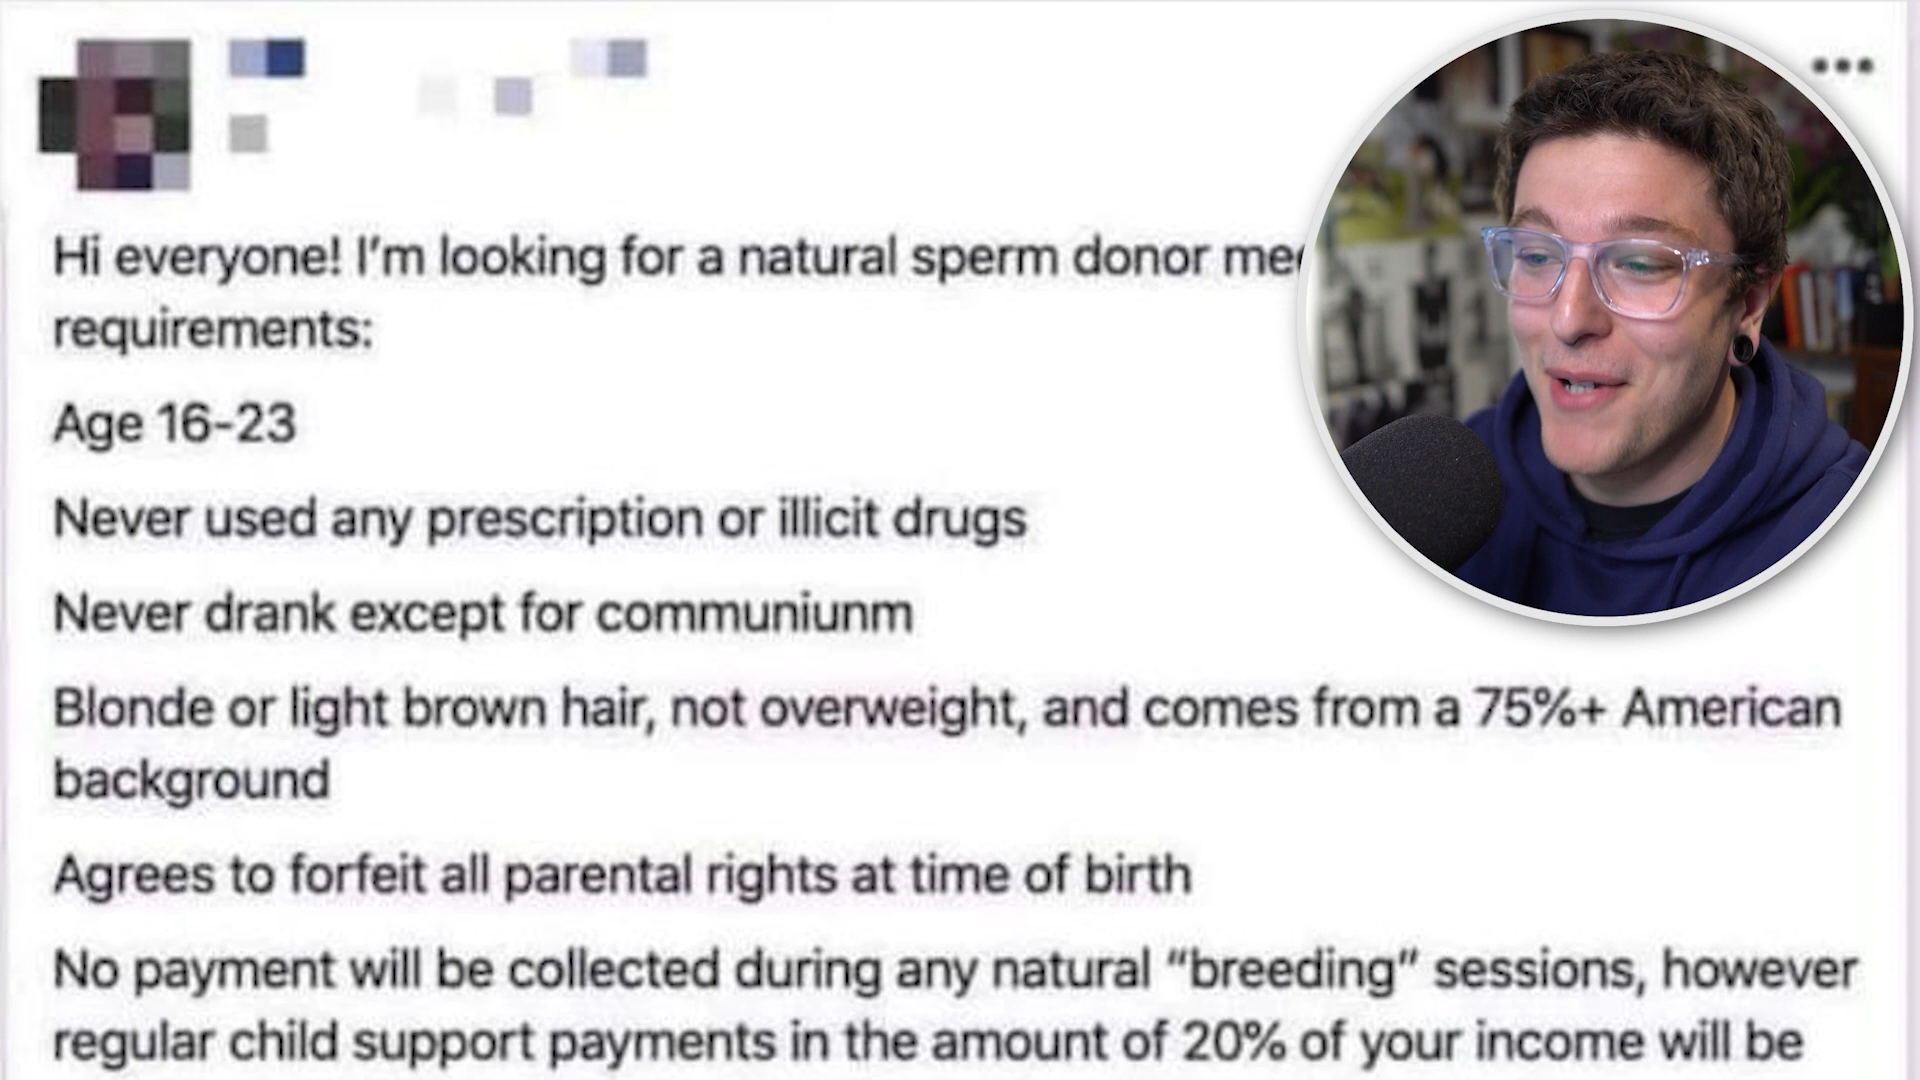 Hi everyone! I'm looking for a natural sperm donor
requirements:
Age 16-23
Never used any prescription or illicit drugs
Never drank except for communiunm
Blonde or light brown hair, not overweight, and comes from a 75%+ American
background
Agrees to forfeit all parental rights at time of birth
No payment will be collected during any natural “breeding” sessions, however
regular child support payments in the amount of 20% of your income will be